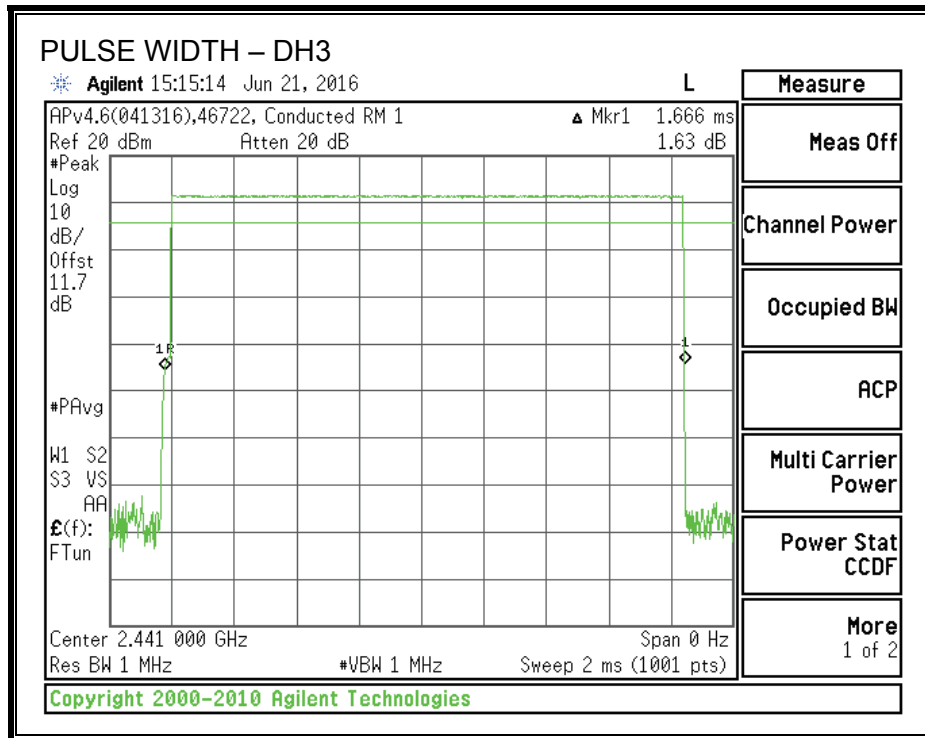 PULSE WIDTH – DH3
Agilent 15:15:14 Jun 21, 2016 L
APv4.6(041316),46722, Conducted RM 1 ▲ Mkr1 1.666 ms
Ref 20 dBm Atten 20 dB 1.63 dB
#Peak
Log
10
dB/
Offst
11.7
dB
1R
1
#PAvg
W1 S2
S3 VS
AA
£(f):
FTun
Center 2.441 000 GHz Span 0 Hz
Res BW 1 MHz #VBW 1 MHz Sweep 2 ms (1001 pts)
Copyright 2000-2010 Agilent Technologies
Measure
Meas Off
Channel Power
Occupied BW
ACP
Multi Carrier
Power
Power Stat
CCDF
More
1 of 2